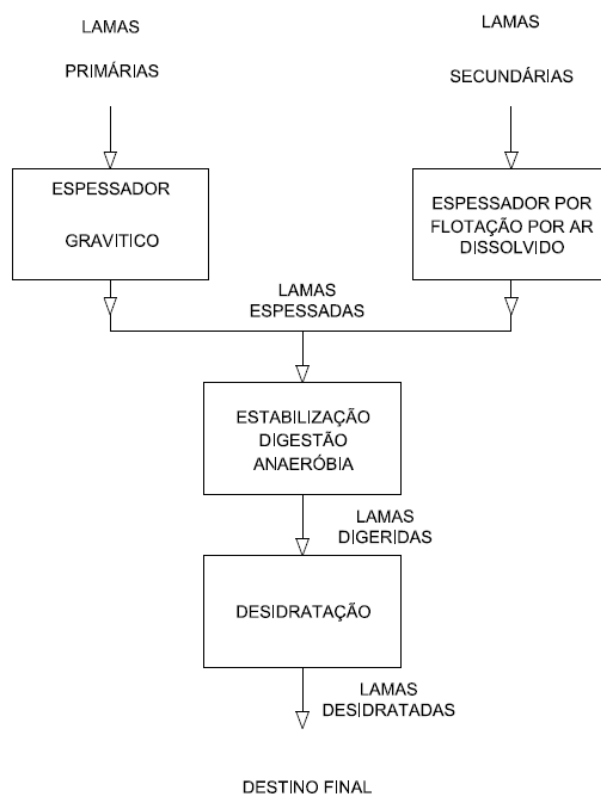 LAMAS
PRIMÁRIAS
LAMAS
SECUNDÁRIAS
ESPESSADOR
GRAVITICO
ESPESSADOR POR
FLOTAÇÃO POR AR
DISSOLVIDO
LAMAS
ESPESSADAS
ESTABILIZAÇÃO
DIGESTÃO
ANAERÓBIA
LAMAS
DIGERIDAS
DESIDRATAÇÃO
LAMAS
DESIDRATADAS
DESTINO FINAL